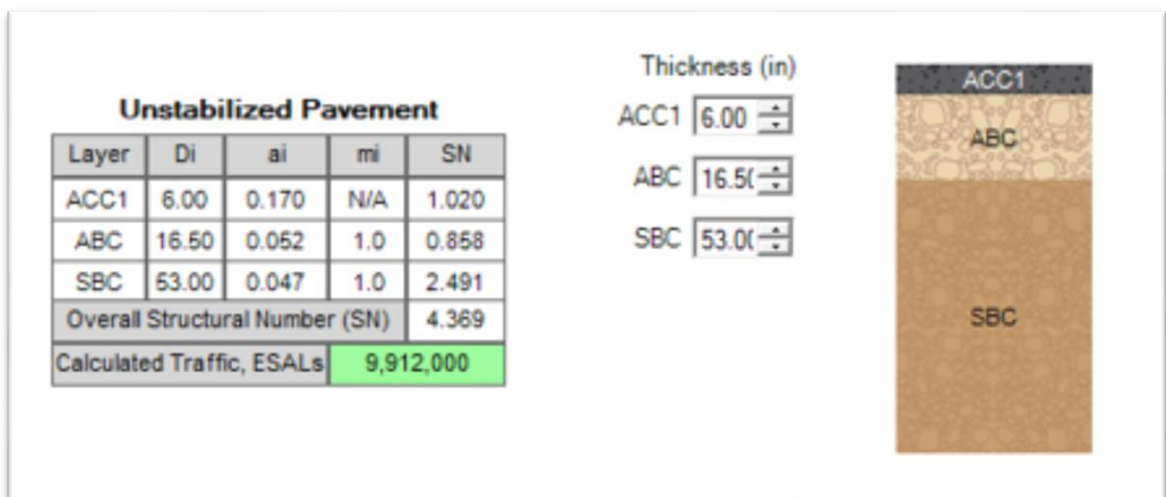 Unstabilized Pavement
Layer Di ai mi SN
ACC1 6.00 0.170 N/A 1.020
ABC 16.50 0.052 1.0 0.858
SBC 53.00 0.047 1.0 2.491
Overall Structural Number (SN) 4.369
Calculated Traffic, ESALs 9,912,000
Thickness (in)
ACC1 6.00
ABC 16.5(
SBC 53.0(
ACC1
ABC
SBC